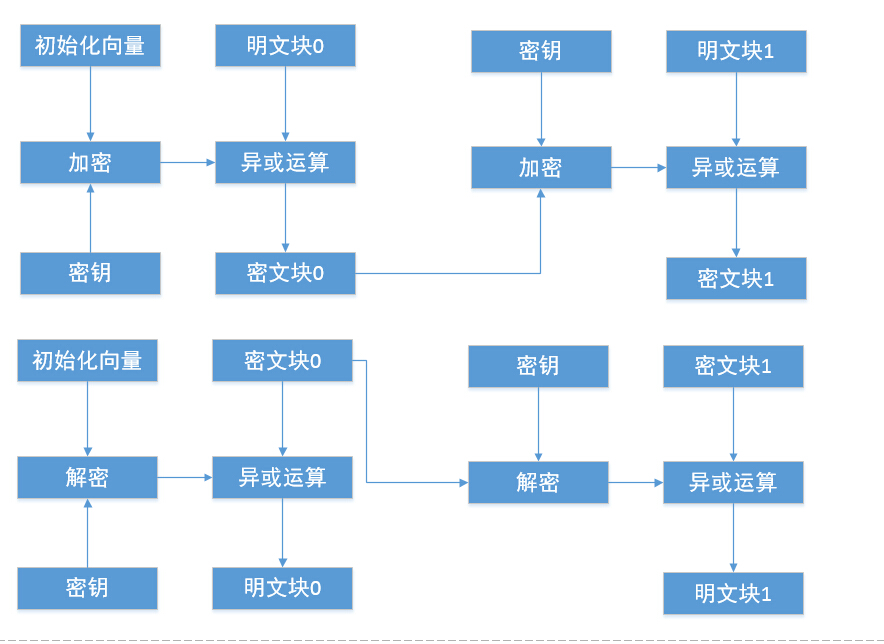 初始化向量
明文块0
密钥
明文块1
加密
异或运算
加密
异或运算
密钥
密文块0
密文块1
初始化向量
密文块0
密钥
密文块1
解密
异或运算
解密
异或运算
密钥
明文块0
明文块1